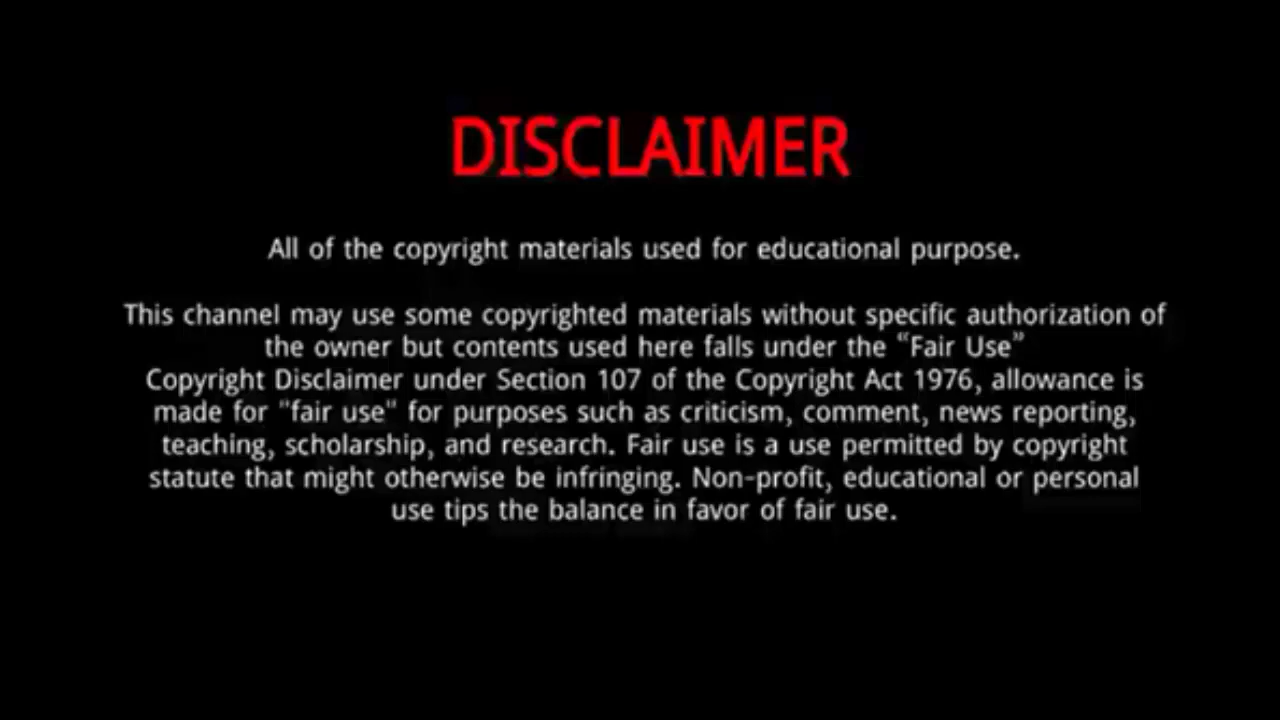 DISCLAIMER
All of the copyright materials used for educational purpose.
This channel may use some copyrighted materials without specific authorization of
the owner but contents used here falls under the “Fair Use”
Copyright Disclaimer under Section 107 of the Copyright Act 1976, allowance is
made for "fair use" for purposes such as criticism, comment, news reporting,
teaching, scholarship, and research. Fair use is a use permitted by copyright
statute that might otherwise be infringing. Non-profit, educational or personal
use tips the balance in favor of fair use.